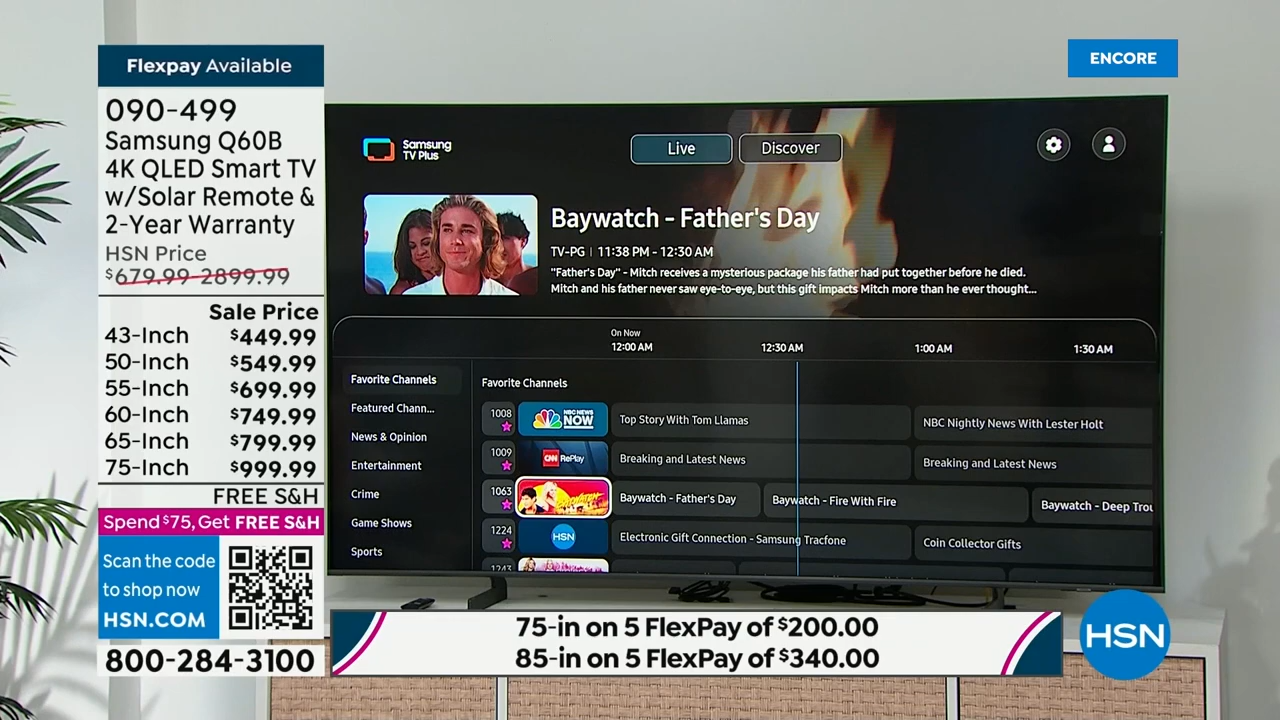 Flexpay Available
ENCORE
090-499
Samsung Q60B
4K QLED Smart TV
w/Solar Remote &
2-Year Warranty
HSN Price
$679.99-2899.99
Sale Price
43-Inch $449.99
50-Inch $549.99
55-Inch $699.99
60-Inch $749.99
65-Inch $799.99
75-Inch $999.99
FREE S&H
Spend $75, Get FREE S&H
Scan the code
to shop now
HSN.COM
800-284-3100
Samsung
TV Plus
Live
Discover
Baywatch - Father's Day
TV-PG | 11:38 PM - 12:30 AM
"Father's Day" - Mitch receives a mysterious package his father had put together before he died.
Mitch and his father never saw eye-to-eye, but this gift impacts Mitch more than he ever thought...
On Now
12:00 AM 12:30 AM 1:00 AM 1:30 AM
Favorite Channels
Featured Chann...
News & Opinion
Entertainment
Crime
Game Shows
Sports
Favorite Channels
1008 NBC NEWS NOW Top Story With Tom Llamas NBC Nightly News With Lester Holt
1009 CNN RePlay Breaking and Latest News Breaking and Latest News
1063 BAYWATCH Baywatch - Father's Day Baywatch - Fire With Fire Baywatch - Deep Trou
1224 HSN Electronic Gift Connection - Samsung Tracfone Coin Collector Gifts
1243
75-in on 5 FlexPay of $200.00
85-in on 5 FlexPay of $340.00
HSN